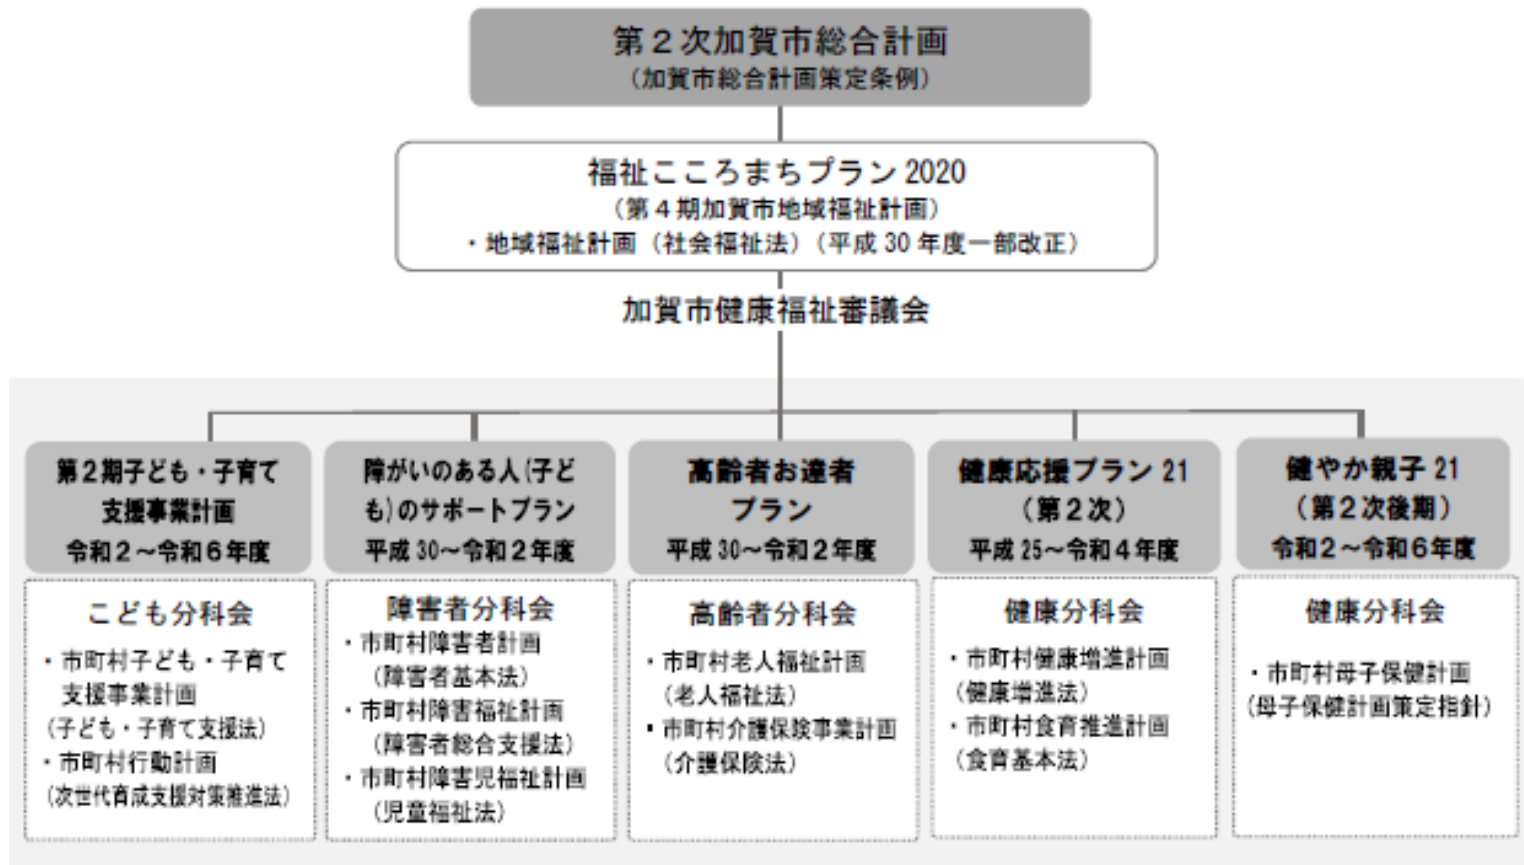 第２次加賀市総合計画
（加賀市総合計画策定条例）
福祉こころまちプラン 2020
（第４期加賀市地域福祉計画）
・地域福祉計画（社会福祉法）（平成 30 年度一部改正）
加賀市健康福祉審議会
第２期子ども・子育て
支援事業計画
令和２～令和６年度
こども分科会
・市町村子ども・子育て
支援事業計画
（子ども・子育て支援法）
・市町村行動計画
（次世代育成支援対策推進法）
障がいのある人(子ど
も)のサポートプラン
平成 30～令和２年度
障害者分科会
・市町村障害者計画
（障害者基本法）
・市町村障害福祉計画
（障害者総合支援法）
・市町村障害児福祉計画
（児童福祉法）
高齢者お達者
プラン
平成 30～令和２年度
高齢者分科会
・市町村老人福祉計画
（老人福祉法）
・市町村介護保険事業計画
（介護保険法）
健康応援プラン 21
（第２次）
平成 25～令和４年度
健康分科会
・市町村健康増進計画
（健康増進法）
・市町村食育推進計画
（食育基本法）
健やか親子 21
（第２次後期）
令和２～令和６年度
健康分科会
・市町村母子保健計画
（母子保健計画策定指針）